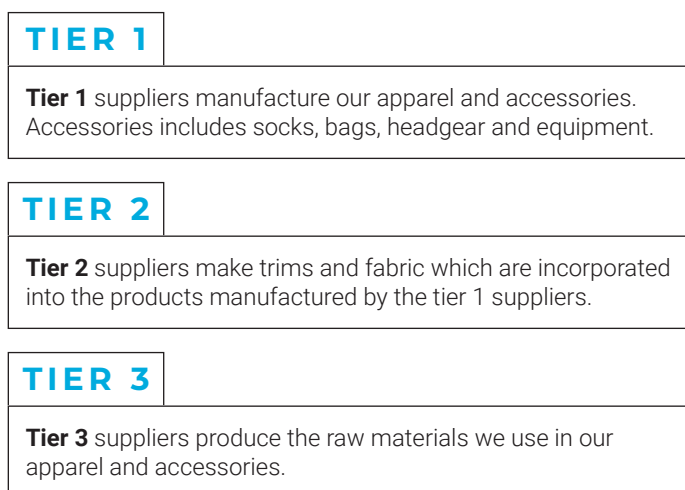 TIER 1
Tier 1 suppliers manufacture our apparel and accessories.
Accessories includes socks, bags, headgear and equipment.
TIER 2
Tier 2 suppliers make trims and fabric which are incorporated
into the products manufactured by the tier 1 suppliers.
TIER 3
Tier 3 suppliers produce the raw materials we use in our
apparel and accessories.